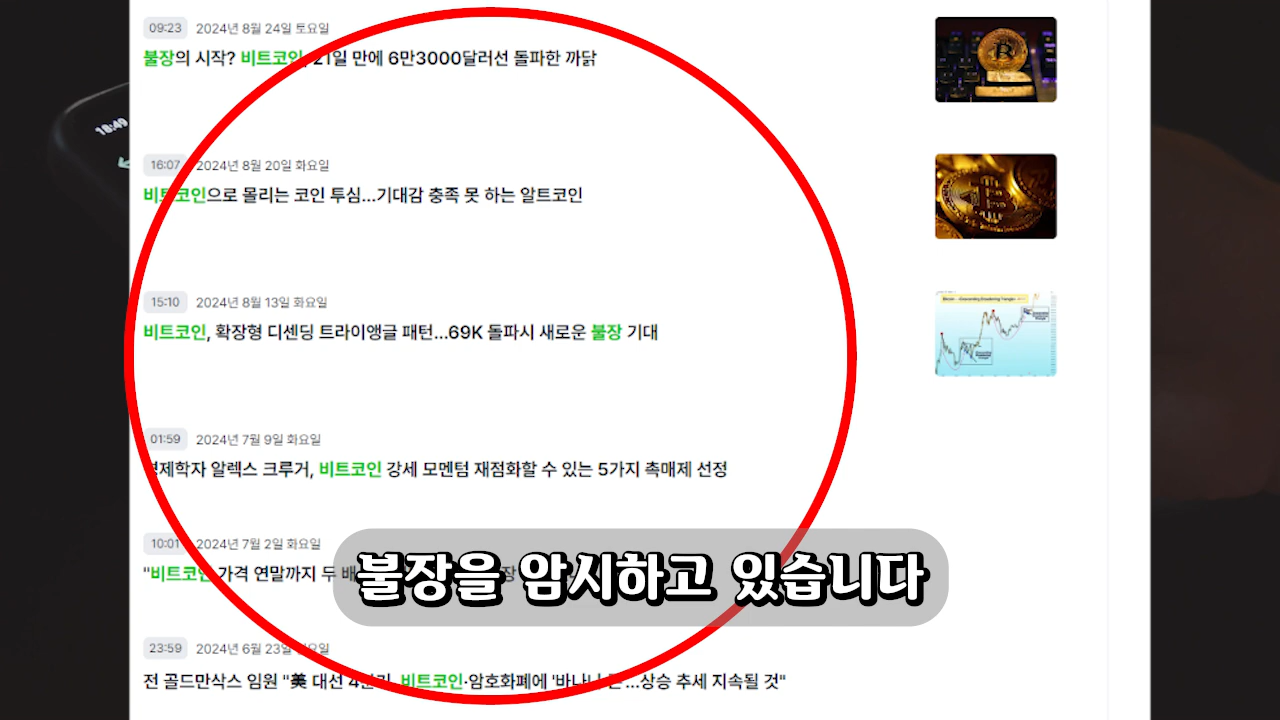 18:49
09:23 2024년 8월 24일 토요일
불장의 시작? 비트코인, 21일 만에 6만3000달러선 돌파한 까닭
16:07 2024년 8월 20일 화요일
비트코인으로 몰리는 코인 투심...기대감 충족 못 하는 알트코인
15:10 2024년 8월 13일 화요일
비트코인, 확장형 디센딩 트라이앵글 패턴...69K 돌파시 새로운 불장 기대
01:59 2024년 7월 9일 화요일
경제학자 알렉스 크루거, 비트코인 강세 모멘텀 재점화할 수 있는 5가지 촉매제 선정
10:01 2024년 7월 2일 화요일
"비트코인 가격 연말까지 두 배
불장을 암시하고 있습니다
23:59 2024년 6월 23일 일요일
전 골드만삭스 임원 "美 대선 4분기, 비트코인·암호화폐에 '바나나 존'...상승 추세 지속될 것"